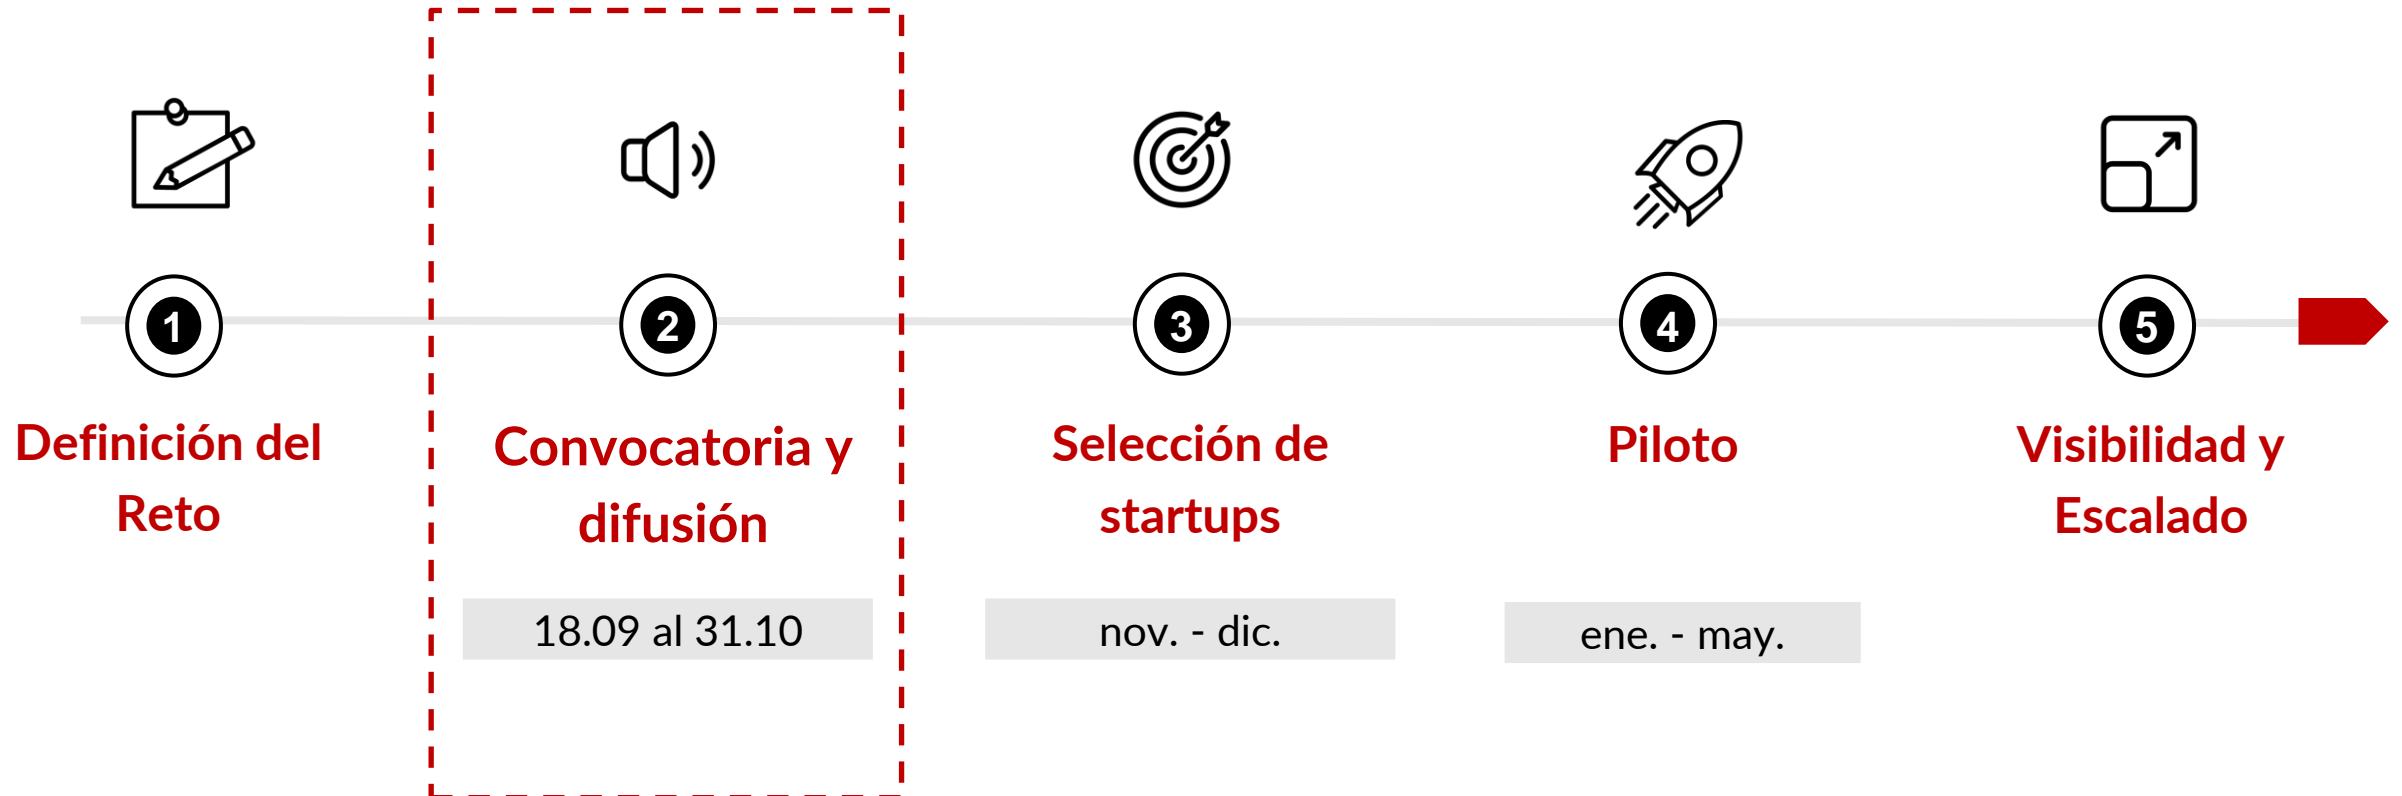 1
2
3
4
5
Definición del
Reto
Convocatoria y
difusión
18.09 al 31.10
Selección de
startups
nov. - dic.
Piloto
ene. - may.
Visibilidad y
Escalado